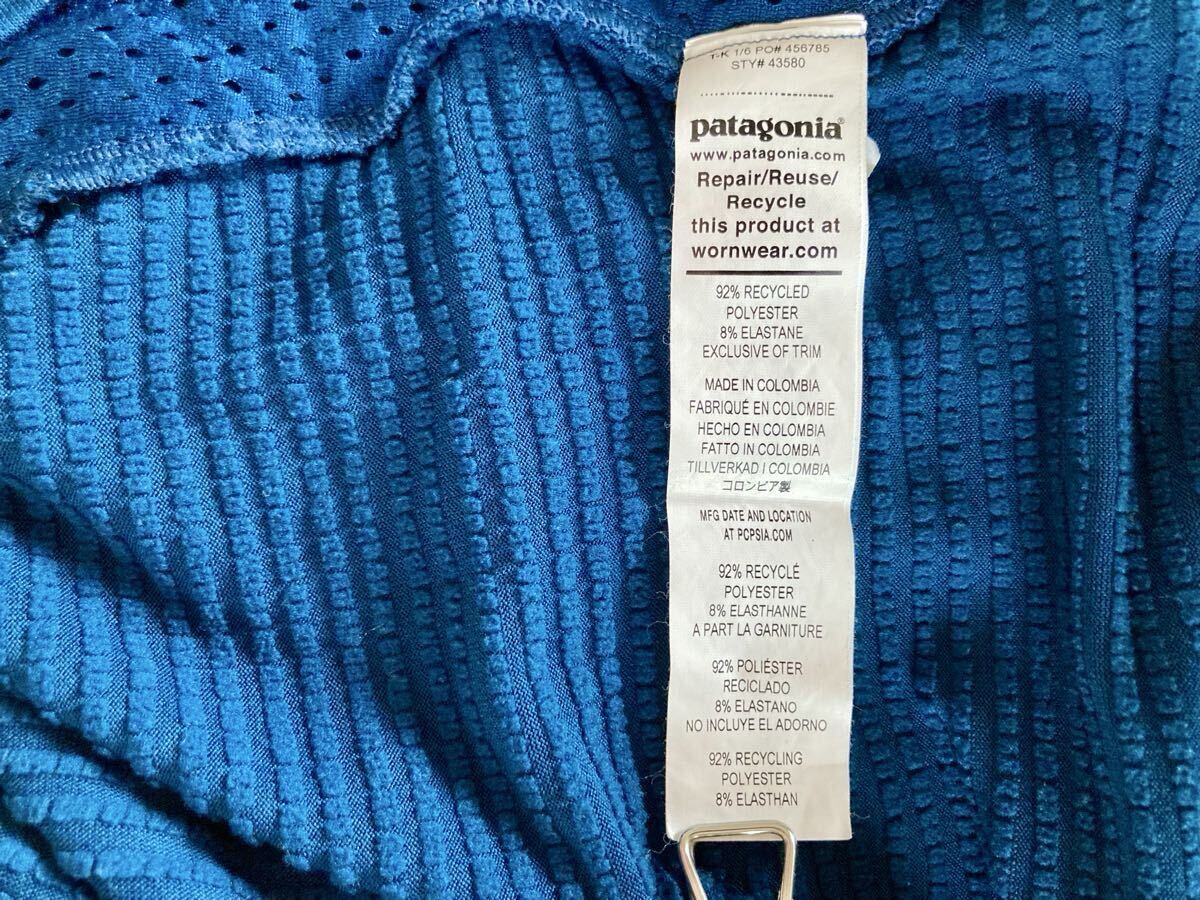 T-K 1/6 PO# 456785
STY# 43580
patagonia®
www.patagonia.com
Repair/Reuse/
Recycle
this product at
wornwear.com
92% RECYCLED
POLYESTER
8% ELASTANE
EXCLUSIVE OF TRIM
MADE IN COLOMBIA
FABRIQUÉ EN COLOMBIE
HECHO EN COLOMBIA
FATTO IN COLOMBIA
TILLVERKAD I COLOMBIA
コロンビア製
MFG DATE AND LOCATION
AT PCPSIA.COM
92% RECYCLÉ
POLYESTER
8% ELASTHANNE
A PART LA GARNITURE
92% POLIÉSTER
RECICLADO
8% ELASTANO
NO INCLUYE EL ADORNO
92% RECYCLING
POLYESTER
8% ELASTHAN